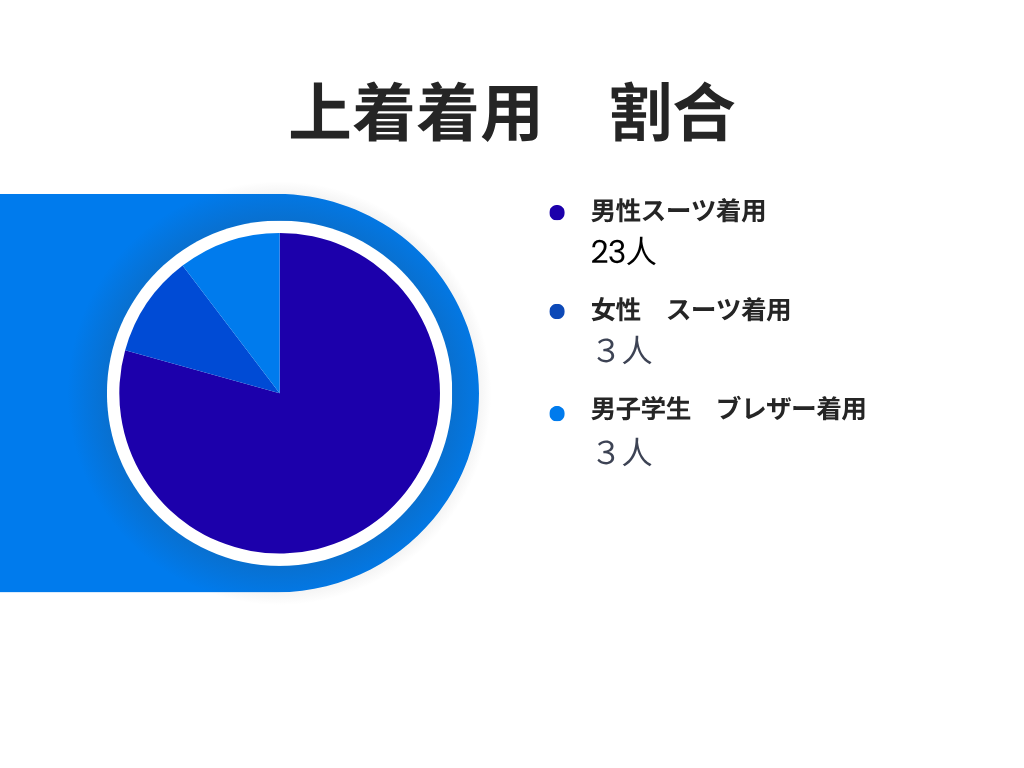 上着着用　割合
男性スーツ着用
23人
女性　スーツ着用
３人
男子学生　ブレザー着用
３人